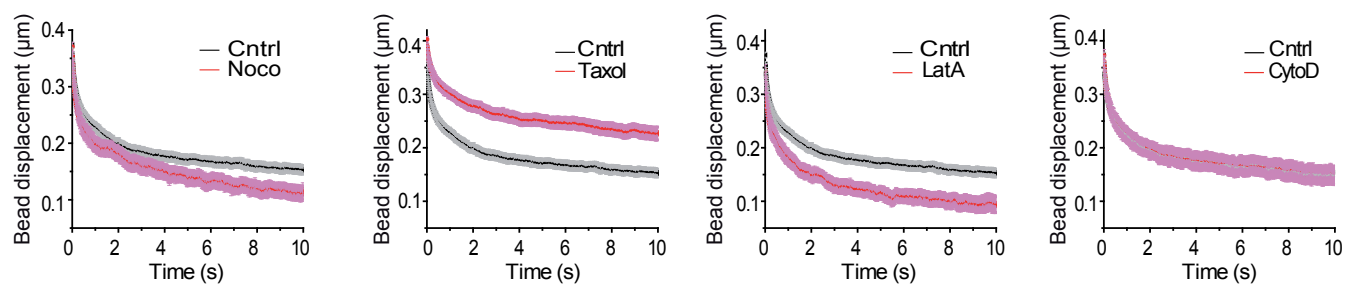 Bead displacement (μm)
0.4
0.3
0.2
0.1
0 2 4 6 8 10
Time (s)
Cntrl
Noco
Bead displacement (μm)
0.4
0.3
0.2
0.1
0 2 4 6 8 10
Time (s)
Cntrl
Taxol
Bead displacement (μm)
0.4
0.3
0.2
0.1
0 2 4 6 8 10
Time (s)
Cntrl
LatA
Bead displacement (μm)
0.4
0.3
0.2
0.1
0 2 4 6 8 10
Time (s)
Cntrl
CytoD